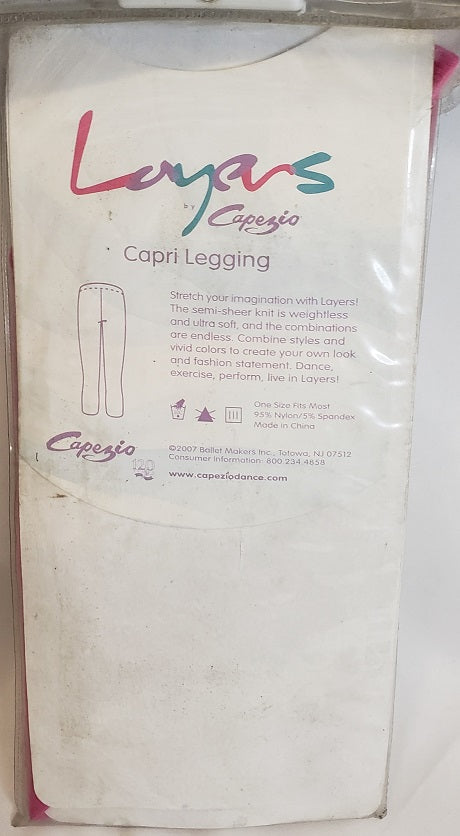 Layers
by Capezio
Capri Legging
Stretch your imagination with Layers!
The semi-sheer knit is weightless
and ultra soft, and the combinations
are endless. Combine styles and
vivid colors to create your own look
and fashion statement. Dance,
exercise, perform, live in Layers!
One Size Fits Most
95% Nylon/5% Spandex
Made in China
Capezio
120
©2007 Ballet Makers Inc., Totowa, NJ 07512
Consumer Information: 800.234.4858
www.capeziodance.com